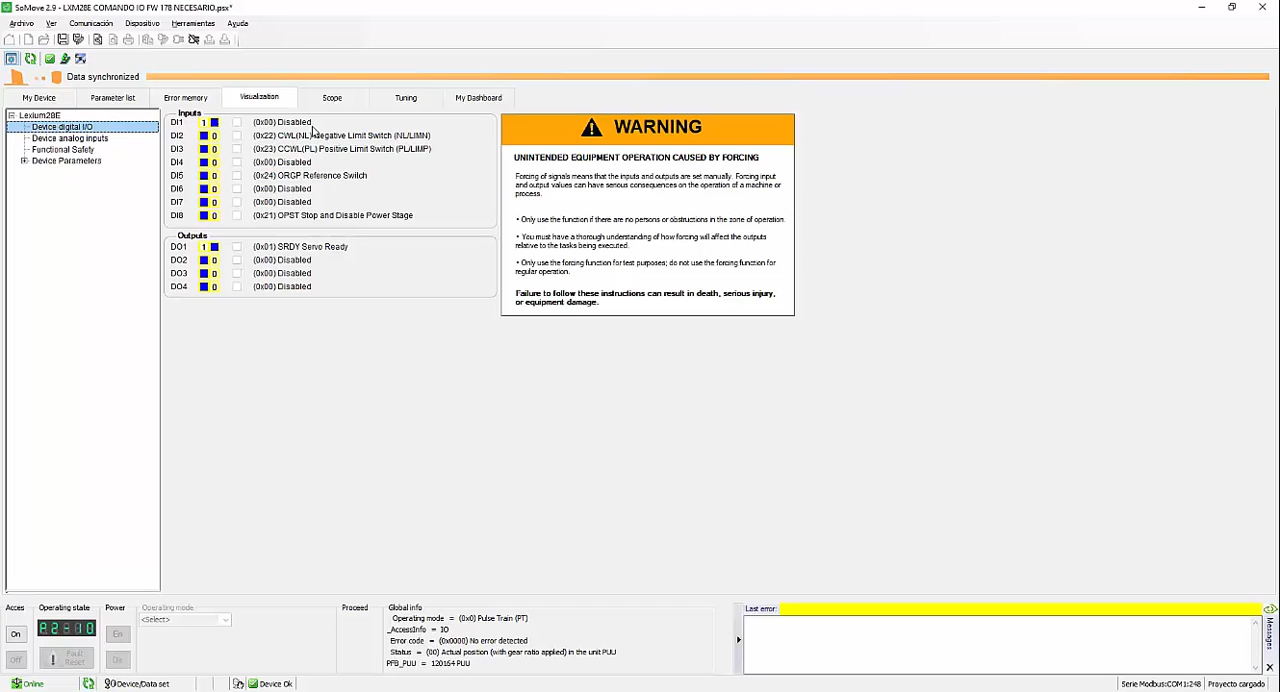 SoMove 2.9 - LXM28E COMANDO IO FW 178 NECESARIO.psx*
Archivo Ver Comunicación Dispositivo Herramientas Ayuda
Data synchronized
My Device Parameter list Error memory Visualization Scope Tuning My Dashboard
Lexium28E
Device digital I/O
Device analog inputs
Functional Safety
Device Parameters
Inputs
DI1 1 (0x00) Disabled
DI2 0 (0x22) CWL(NL) Negative Limit Switch (NL/LIMN)
DI3 0 (0x23) CCWL(PL) Positive Limit Switch (PL/LIMP)
DI4 0 (0x00) Disabled
DI5 0 (0x24) ORGP Reference Switch
DI6 0 (0x00) Disabled
DI7 0 (0x00) Disabled
DI8 0 (0x21) OPST Stop and Disable Power Stage
Outputs
DO1 1 (0x01) SRDY Servo Ready
DO2 0 (0x00) Disabled
DO3 0 (0x00) Disabled
DO4 0 (0x00) Disabled
WARNING
UNINTENDED EQUIPMENT OPERATION CAUSED BY FORCING
Forcing of signals means that the inputs and outputs are set manually. Forcing input
and output values can have serious consequences on the operation of a machine or
process.
• Only use the function if there are no persons or obstructions in the zone of operation.
• You must have a thorough understanding of how forcing will affect the outputs
relative to the tasks being executed.
• Only use the forcing function for test purposes; do not use the forcing function for
regular operation.
Failure to follow these instructions can result in death, serious injury,
or equipment damage.
Acces Operating state Power Operating mode Proceed Global info Last error:
<Select>
On A2-10 En
Off Fault Reset Dis
Operating mode = (0x0) Pulse Train (PT)
_AccessInfo = IO
Error code = (0x0000) No error detected
Status = (00) Actual position (with gear ratio applied) in the unit PUU
PFB_PUU = 120164 PUU
Messages
Online Device/Data set Device Ok Serie Modbus:COM1:248 Proyecto cargado